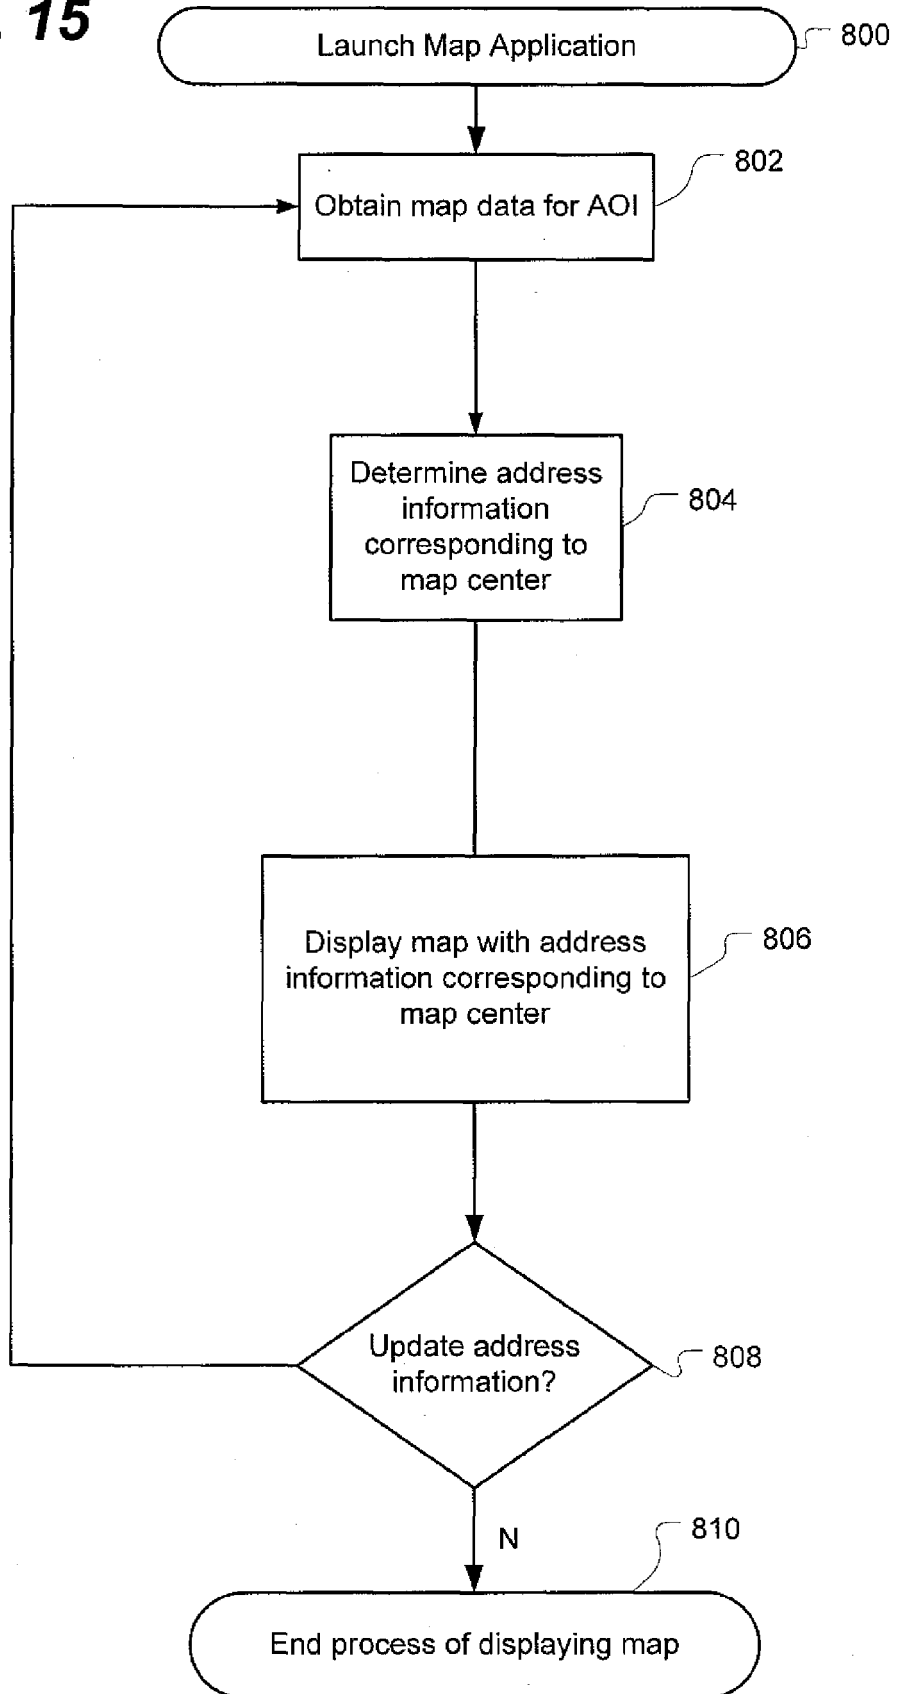 . 15
Launch Map Application
800
802
Obtain map data for AOI
Determine address
information
corresponding to
map center
804
Display map with address
information corresponding to
map center
806
Update address
information?
808
N
810
End process of displaying map